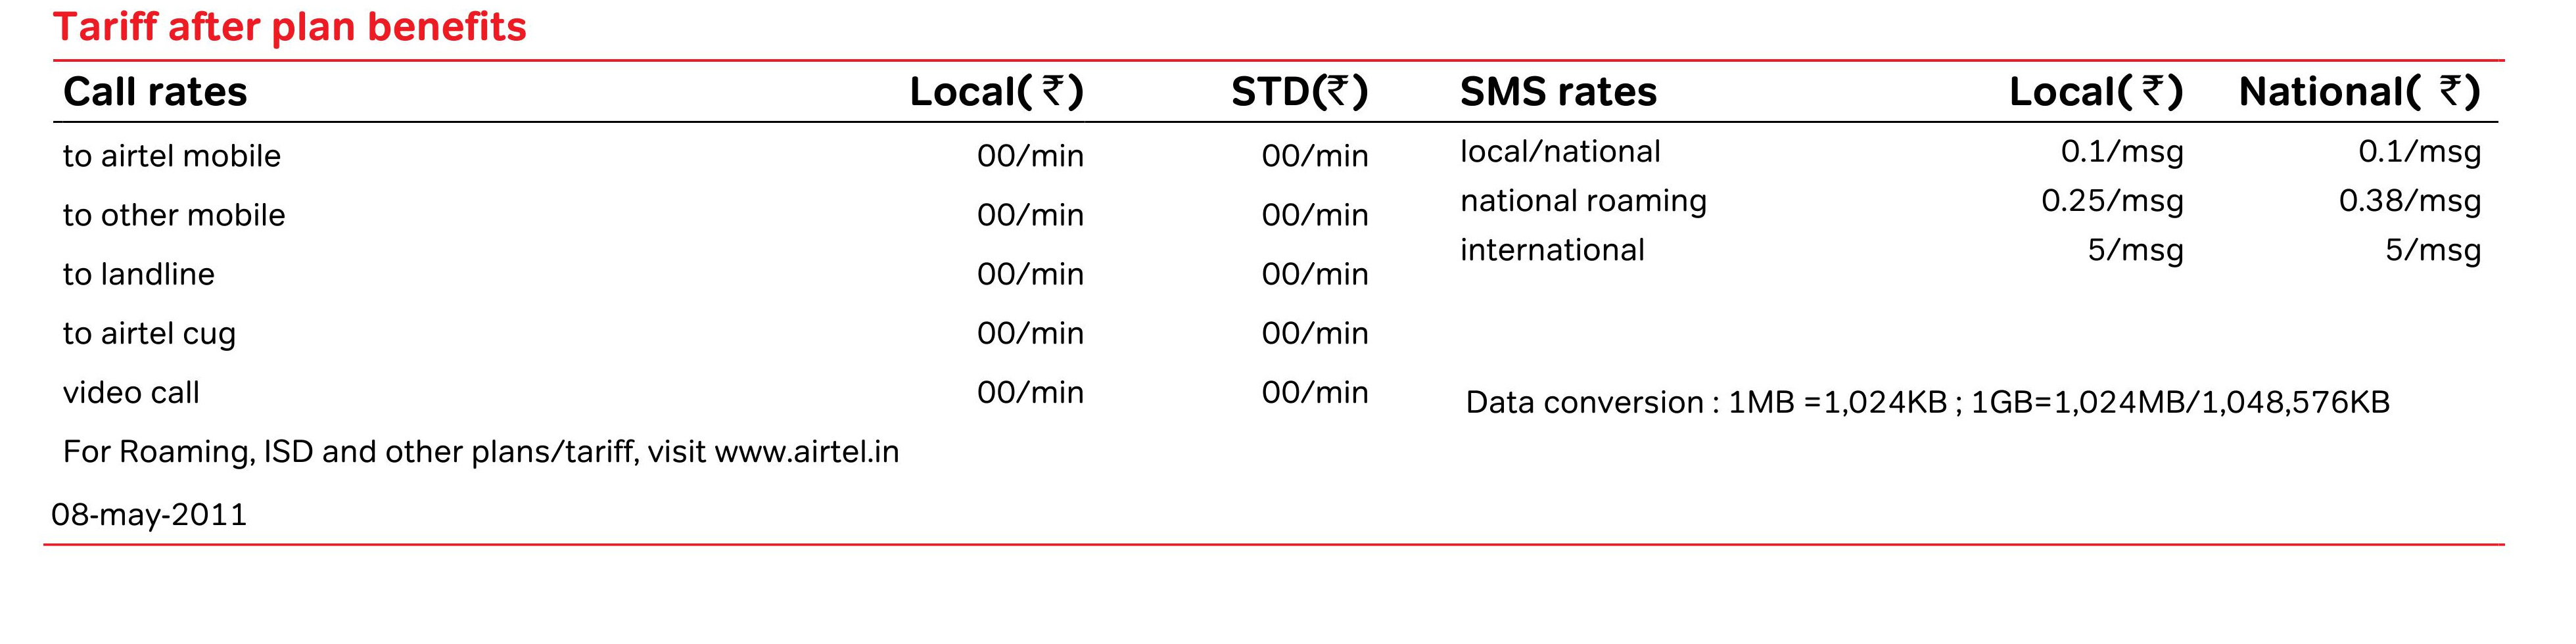 Tariff after plan benefits
Call rates Local( ₹) STD(₹) SMS rates Local( ₹) National( ₹)
to airtel mobile 00/min 00/min local/national 0.1/msg 0.1/msg
to other mobile 00/min 00/min national roaming 0.25/msg 0.38/msg
to landline 00/min 00/min international 5/msg 5/msg
to airtel cug 00/min 00/min
video call 00/min 00/min Data conversion : 1MB =1,024KB ; 1GB=1,024MB/1,048,576KB
For Roaming, ISD and other plans/tariff, visit www.airtel.in
08-may-2011